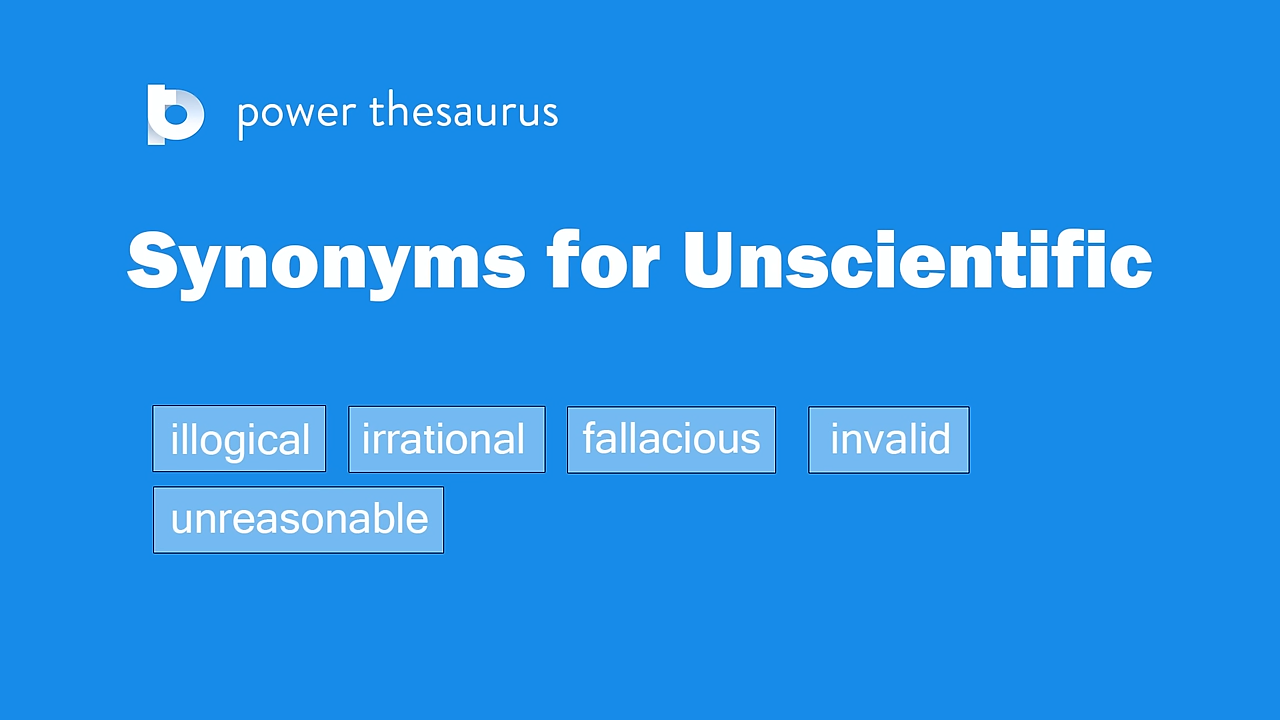 power thesaurus
Synonyms for Unscientific
illogical irrational fallacious invalid
unreasonable